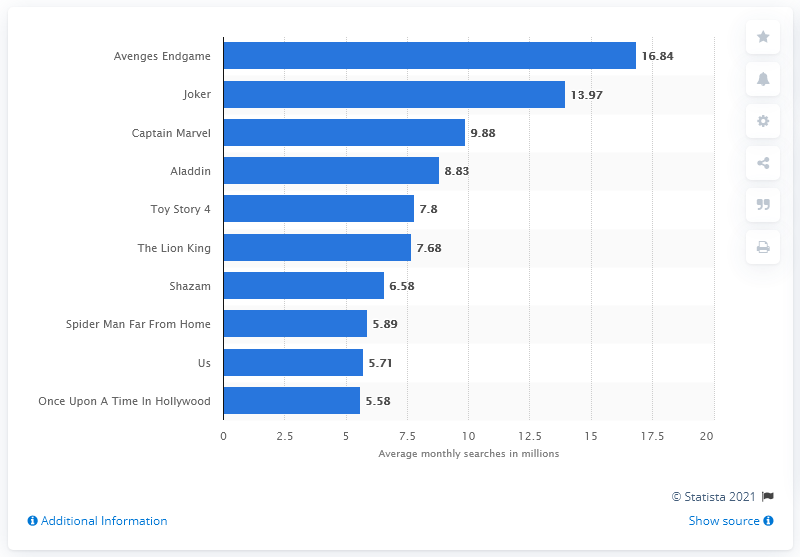 Avenges Endgame 16.84
Joker 13.97
Captain Marvel 9.88
Aladdin 8.83
Toy Story 4 7.8
The Lion King 7.68
Shazam 6.58
Spider Man Far From Home 5.89
Us 5.71
Once Upon A Time In Hollywood 5.58
0 2.5 5 7.5 10 12.5 15 17.5 20
Average monthly searches in millions
© Statista 2021
Additional Information Show source